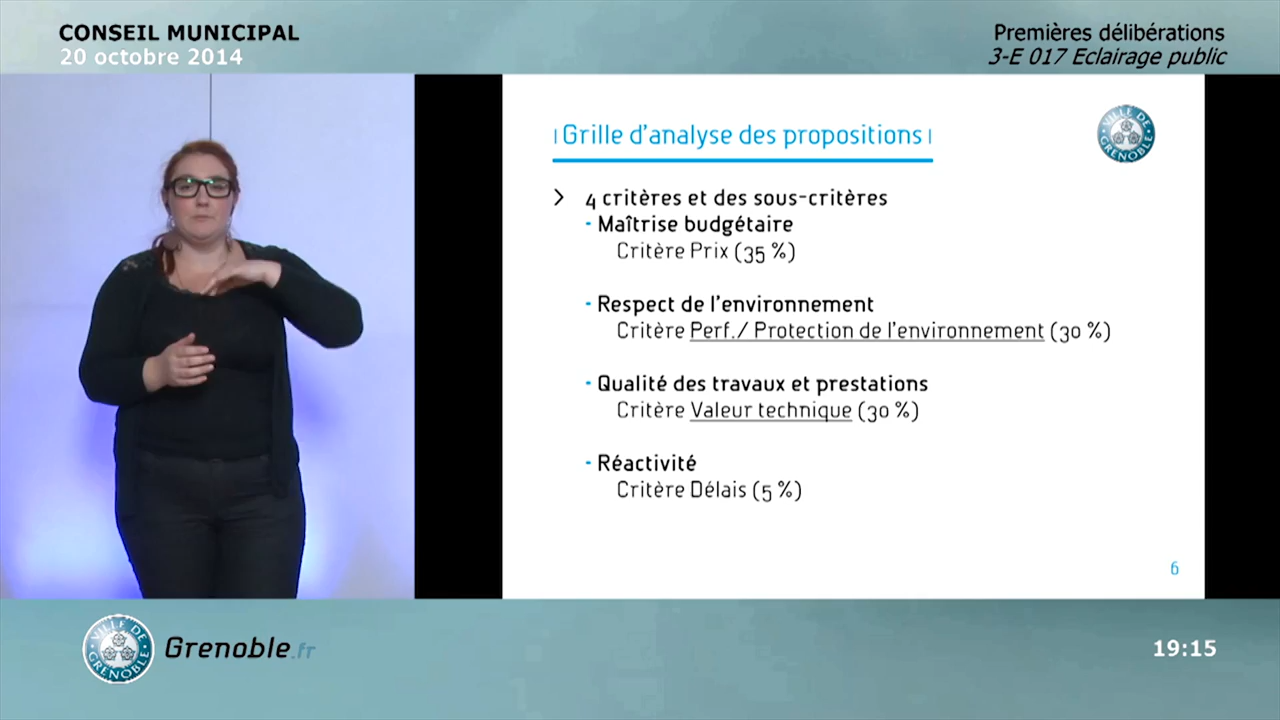 CONSEIL MUNICIPAL
20 octobre 2014
Premières délibérations
3-E 017 Eclairage public
| Grille d'analyse des propositions |
VILLE DE GRENOBLE
> 4 critères et des sous-critères
- Maîtrise budgétaire
Critère Prix (35 %)
- Respect de l'environnement
Critère Perf./ Protection de l'environnement (30 %)
- Qualité des travaux et prestations
Critère Valeur technique (30 %)
- Réactivité
Critère Délais (5 %)
6
VILLE DE GRENOBLE
Grenoble.fr
19:15